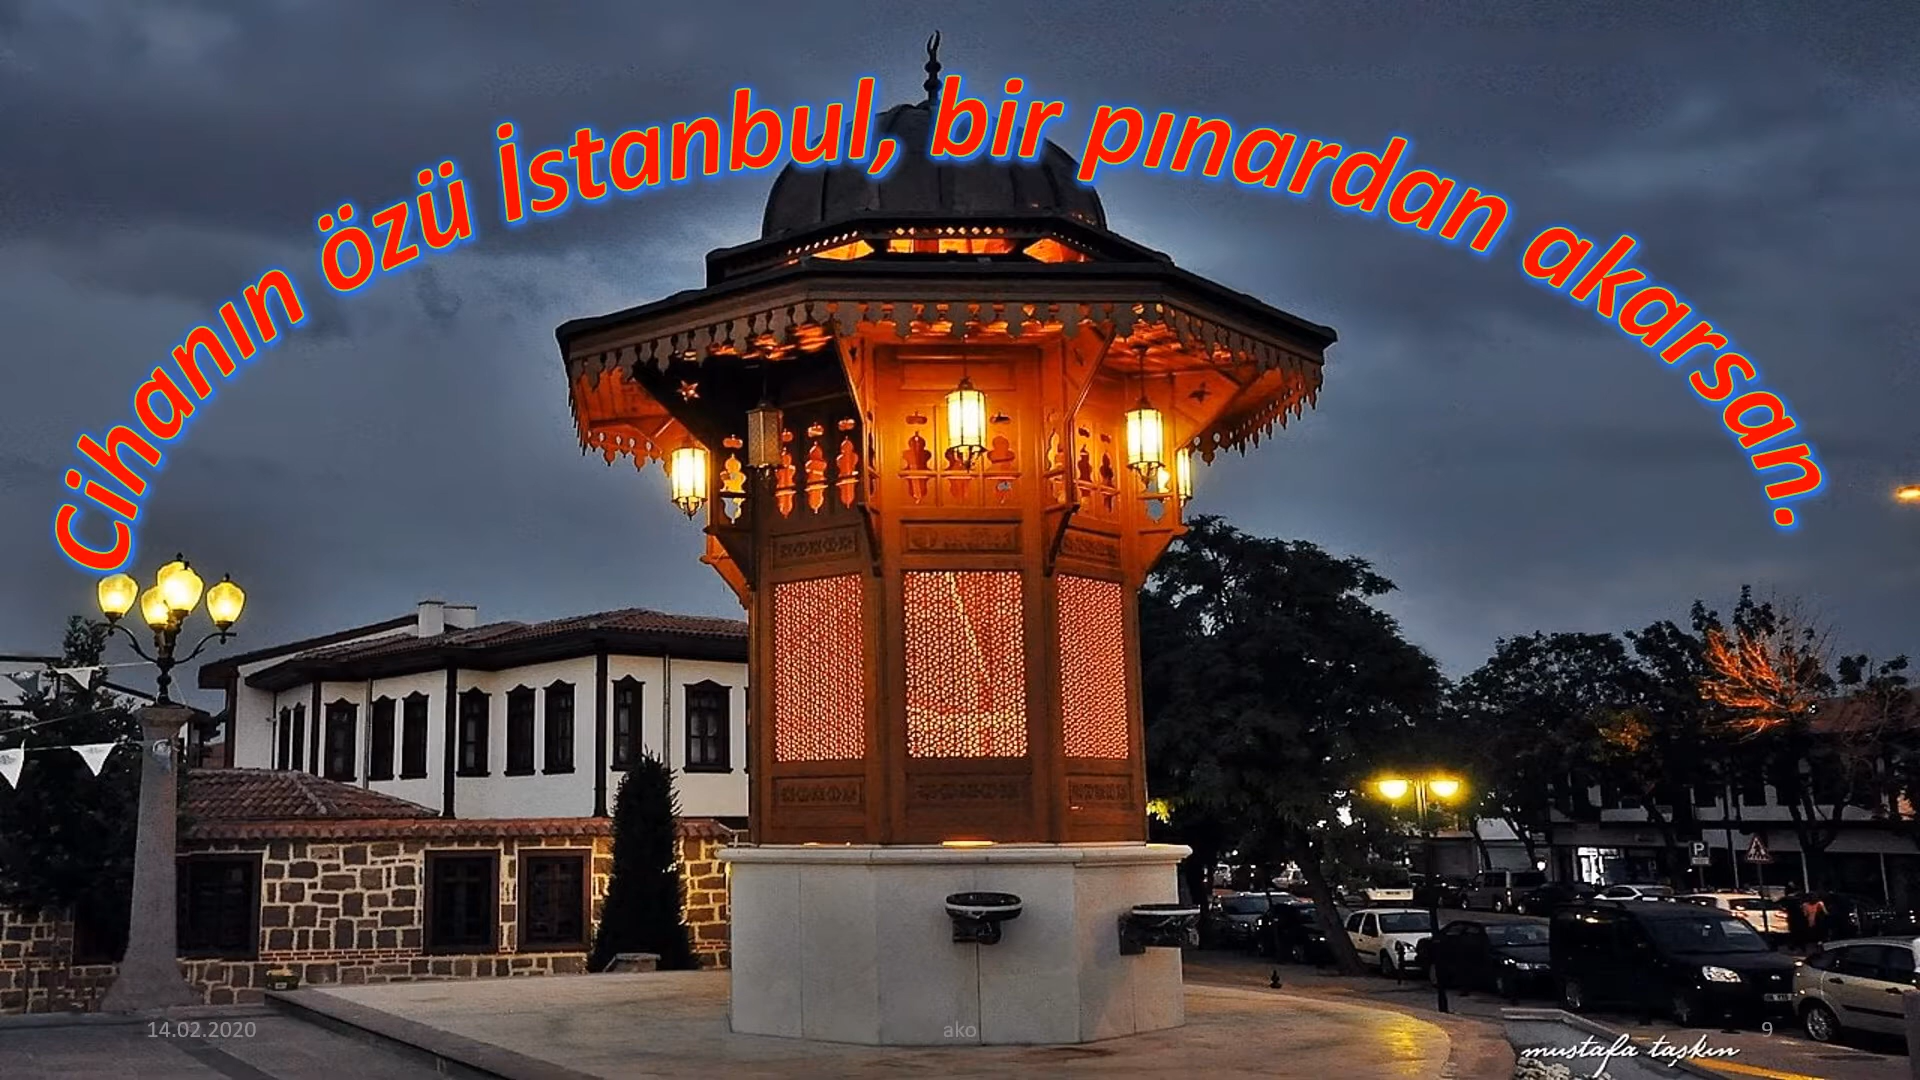 Cihanın özü İstanbul, bir pınardan akarsan.
P
14.02.2020
ako
9
mustafa taşkın